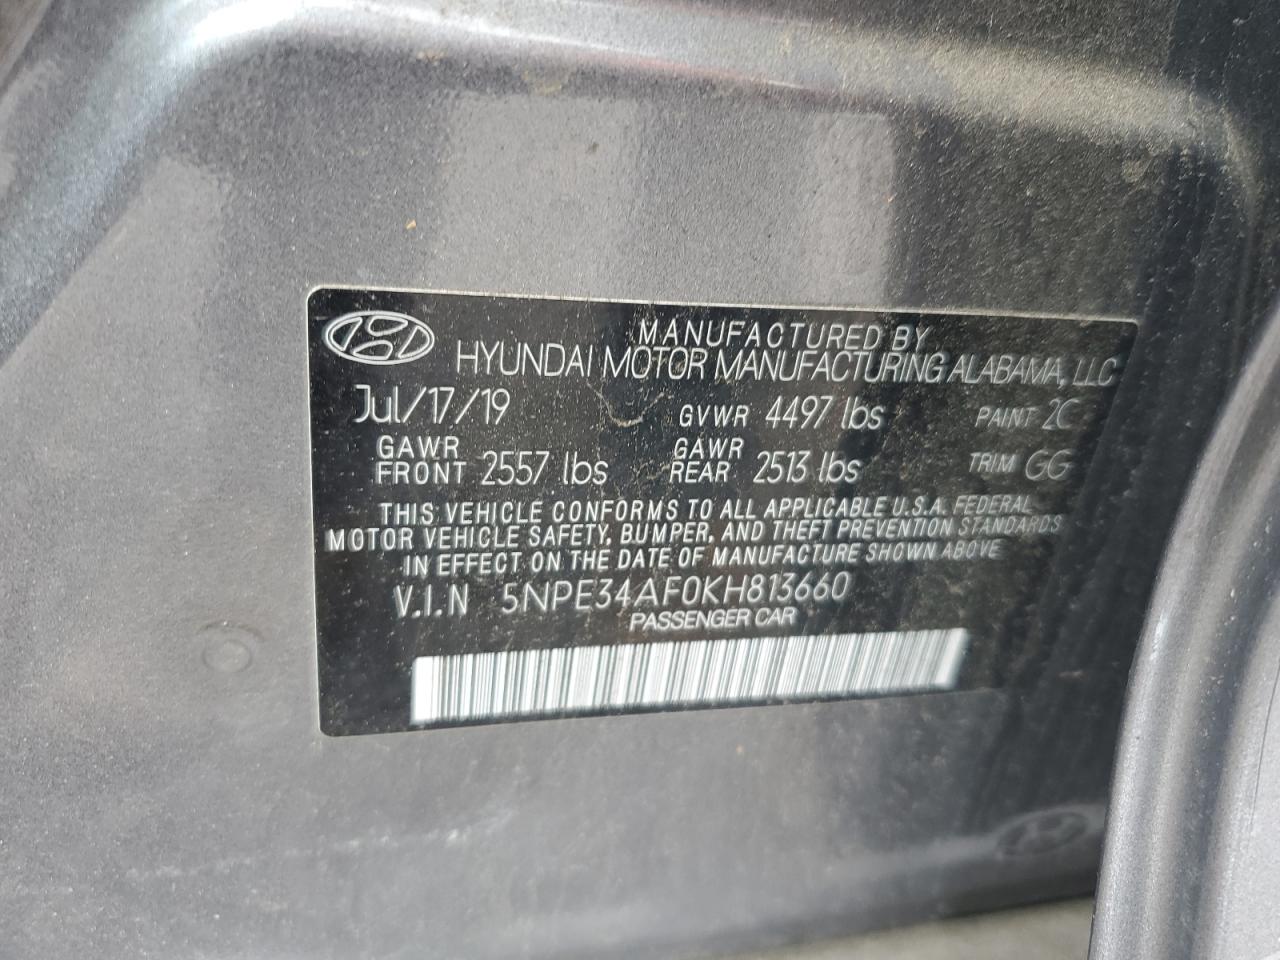 MANUFACTURED BY
HYUNDAI MOTOR MANUFACTURING ALABAMA, LLC
Jul/17/19 GVWR 4497 lbs PAINT 2C
GAWR FRONT 2557 lbs GAWR REAR 2513 lbs TRIM GG
THIS VEHICLE CONFORMS TO ALL APPLICABLE U.S.A. FEDERAL
MOTOR VEHICLE SAFETY, BUMPER, AND THEFT PREVENTION STANDARDS
IN EFFECT ON THE DATE OF MANUFACTURE SHOWN ABOVE
V.I.N 5NPE34AF0KH813660
PASSENGER CAR